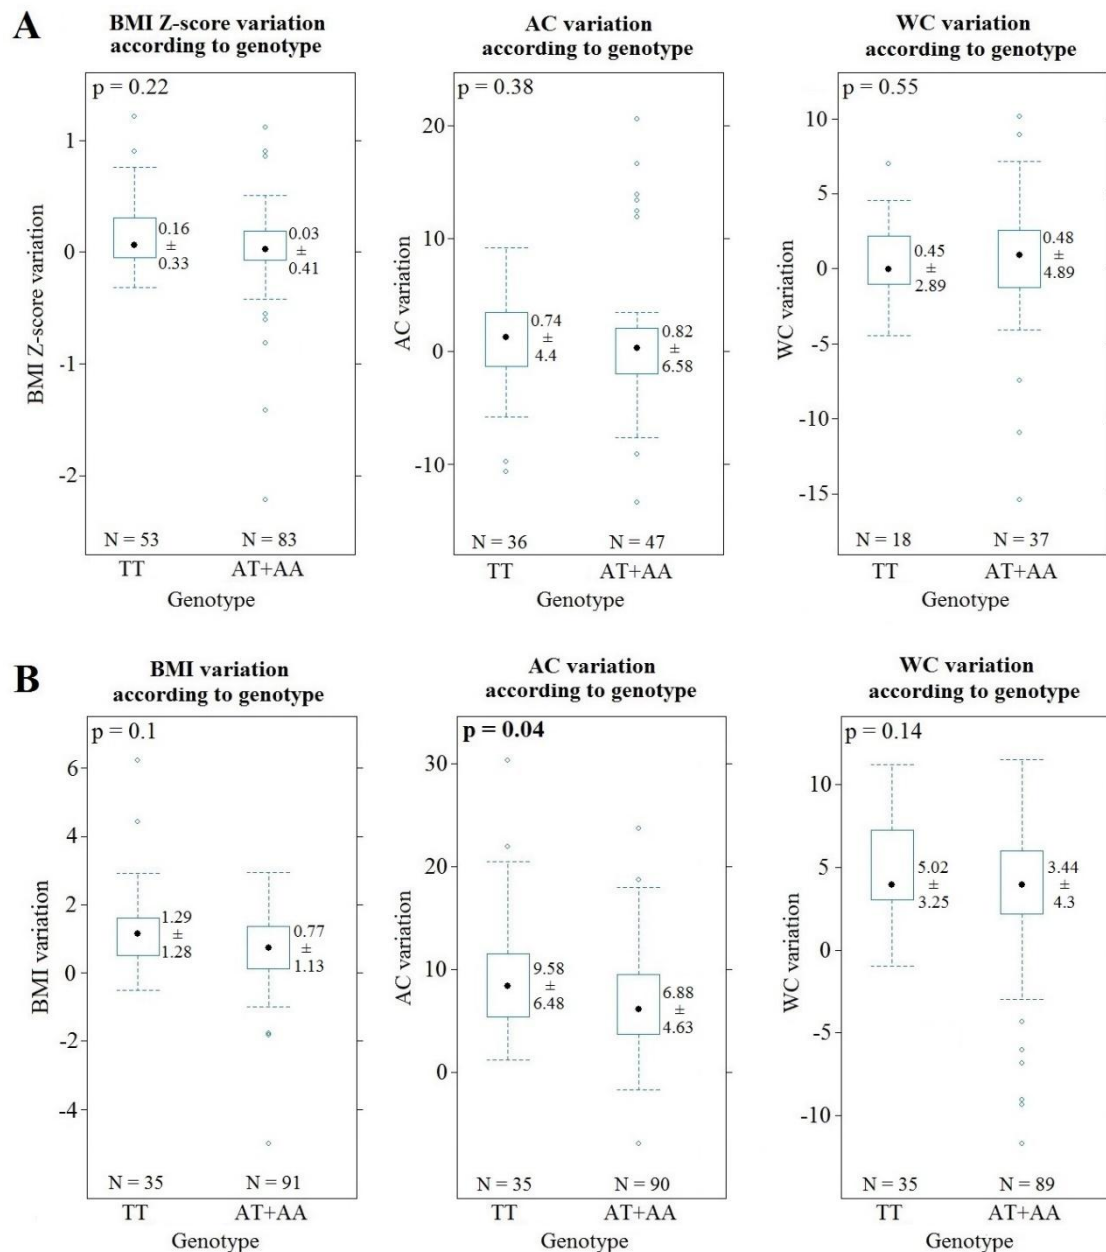 A
BMI Z-score variation
according to genotype
p = 0.22
BMI Z-score variation
1
0
-1
-2
0.16
±
0.33
0.03
±
0.41
N = 53
N = 83
TT
AT+AA
Genotype
AC variation
according to genotype
p = 0.38
AC variation
20
10
0
-10
0.74
±
4.4
0.82
±
6.58
N = 36
N = 47
TT
AT+AA
Genotype
WC variation
according to genotype
p = 0.55
WC variation
10
5
0
-5
-10
-15
0.45
±
2.89
0.48
±
4.89
N = 18
N = 37
TT
AT+AA
Genotype
B
BMI variation
according to genotype
p = 0.1
BMI variation
6
4
2
0
-2
-4
1.29
±
1.28
0.77
±
1.13
N = 35
N = 91
TT
AT+AA
Genotype
AC variation
according to genotype
p = 0.04
AC variation
30
20
10
0
9.58
±
6.48
6.88
±
4.63
N = 35
N = 90
TT
AT+AA
Genotype
WC variation
according to genotype
p = 0.14
WC variation
10
5
0
-5
-10
5.02
±
3.25
3.44
±
4.3
N = 35
N = 89
TT
AT+AA
Genotype